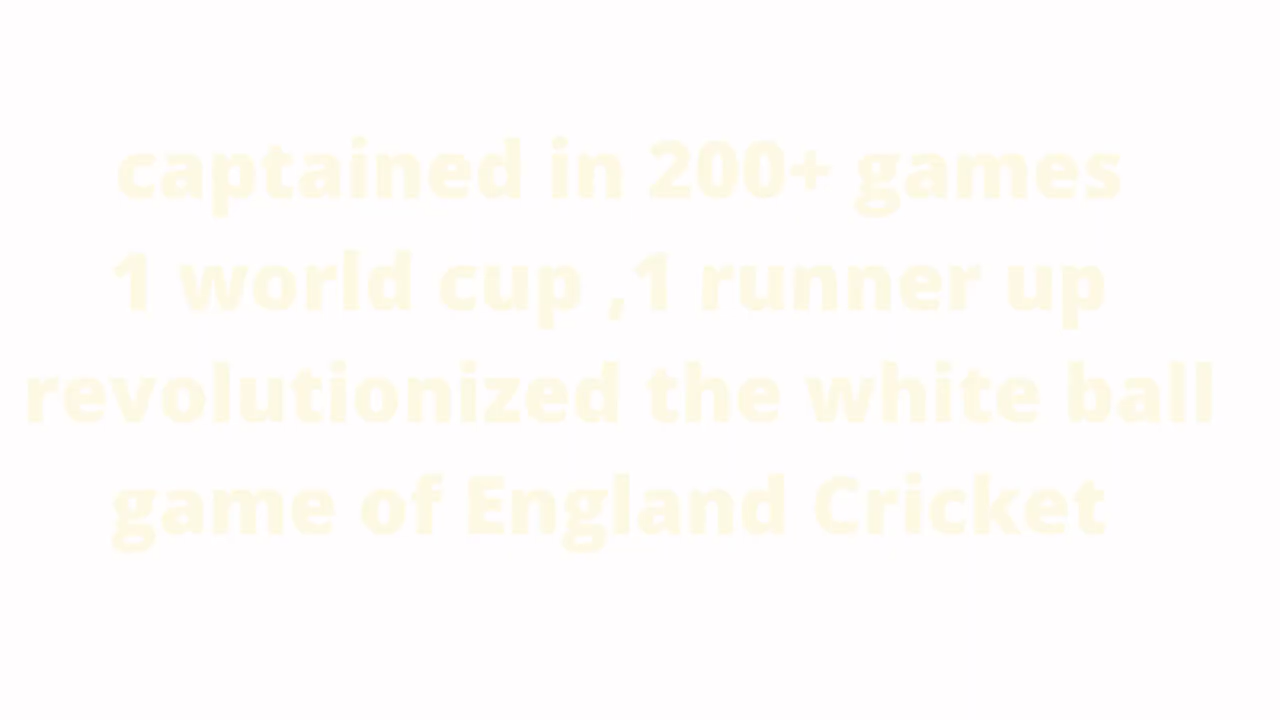 captained in 200+ games
1 world cup ,1 runner up
revolutionized the white ball
game of England Cricket